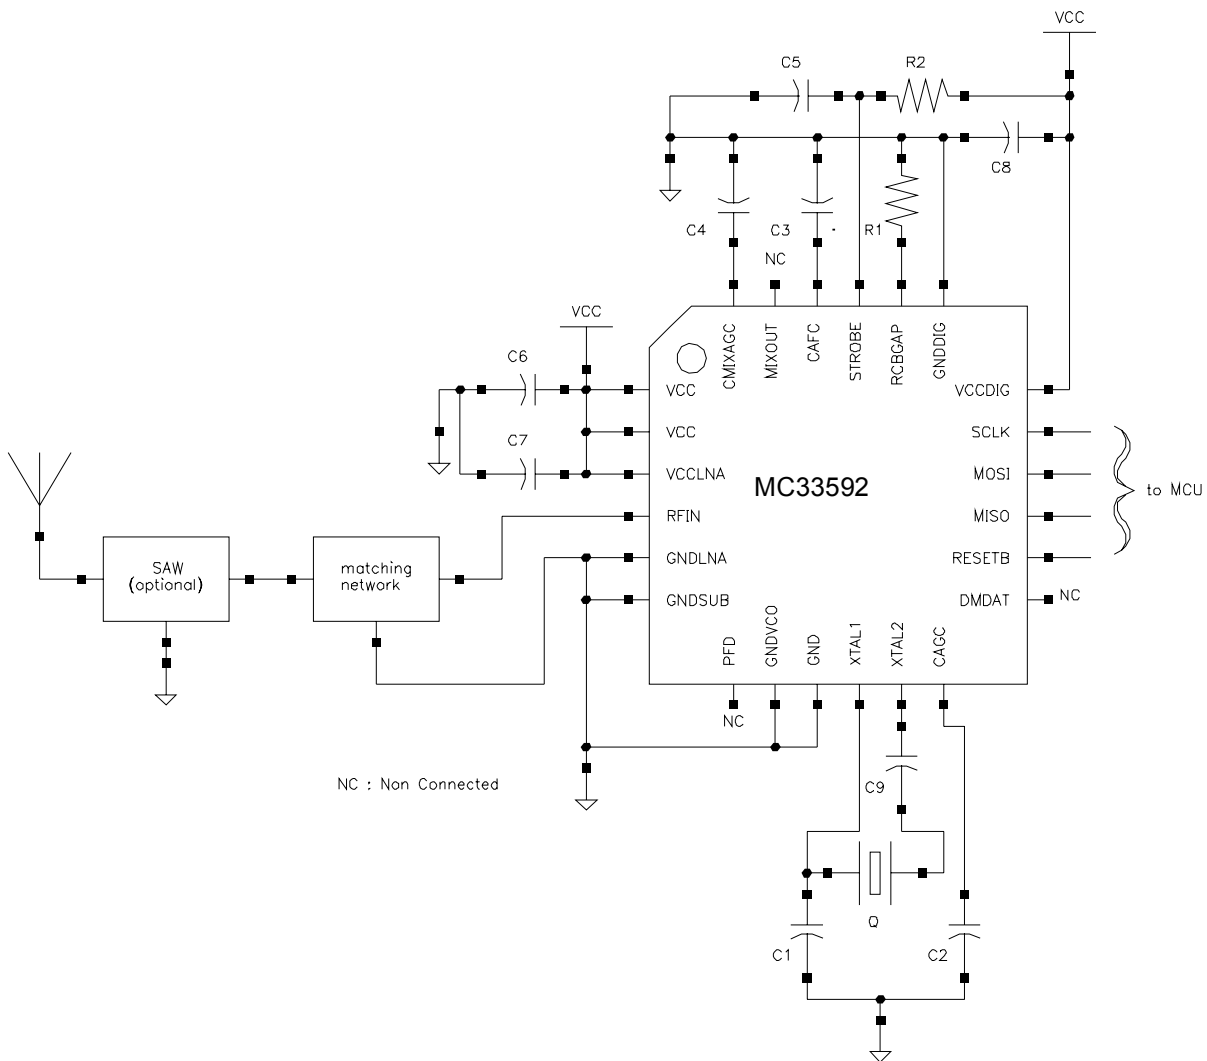 VCC
C5
R2
C8
C4
C3
R1
NC
VCC
CMIXAGC
MIXOUT
CAFC
STROBE
RCBGAP
GNDDIG
C6
VCC
VCCDIG
VCC
SCLK
C7
VCCLNA
MC33592
MOSI
to MCU
RFIN
MISO
GNDLNA
RESETB
SAW
(optional)
matching
network
GNDSUB
DMDAT
NC
PFD
GNDVCO
GND
XTAL1
XTAL2
CAGC
NC
NC : Non Connected
C9
Q
C1
C2